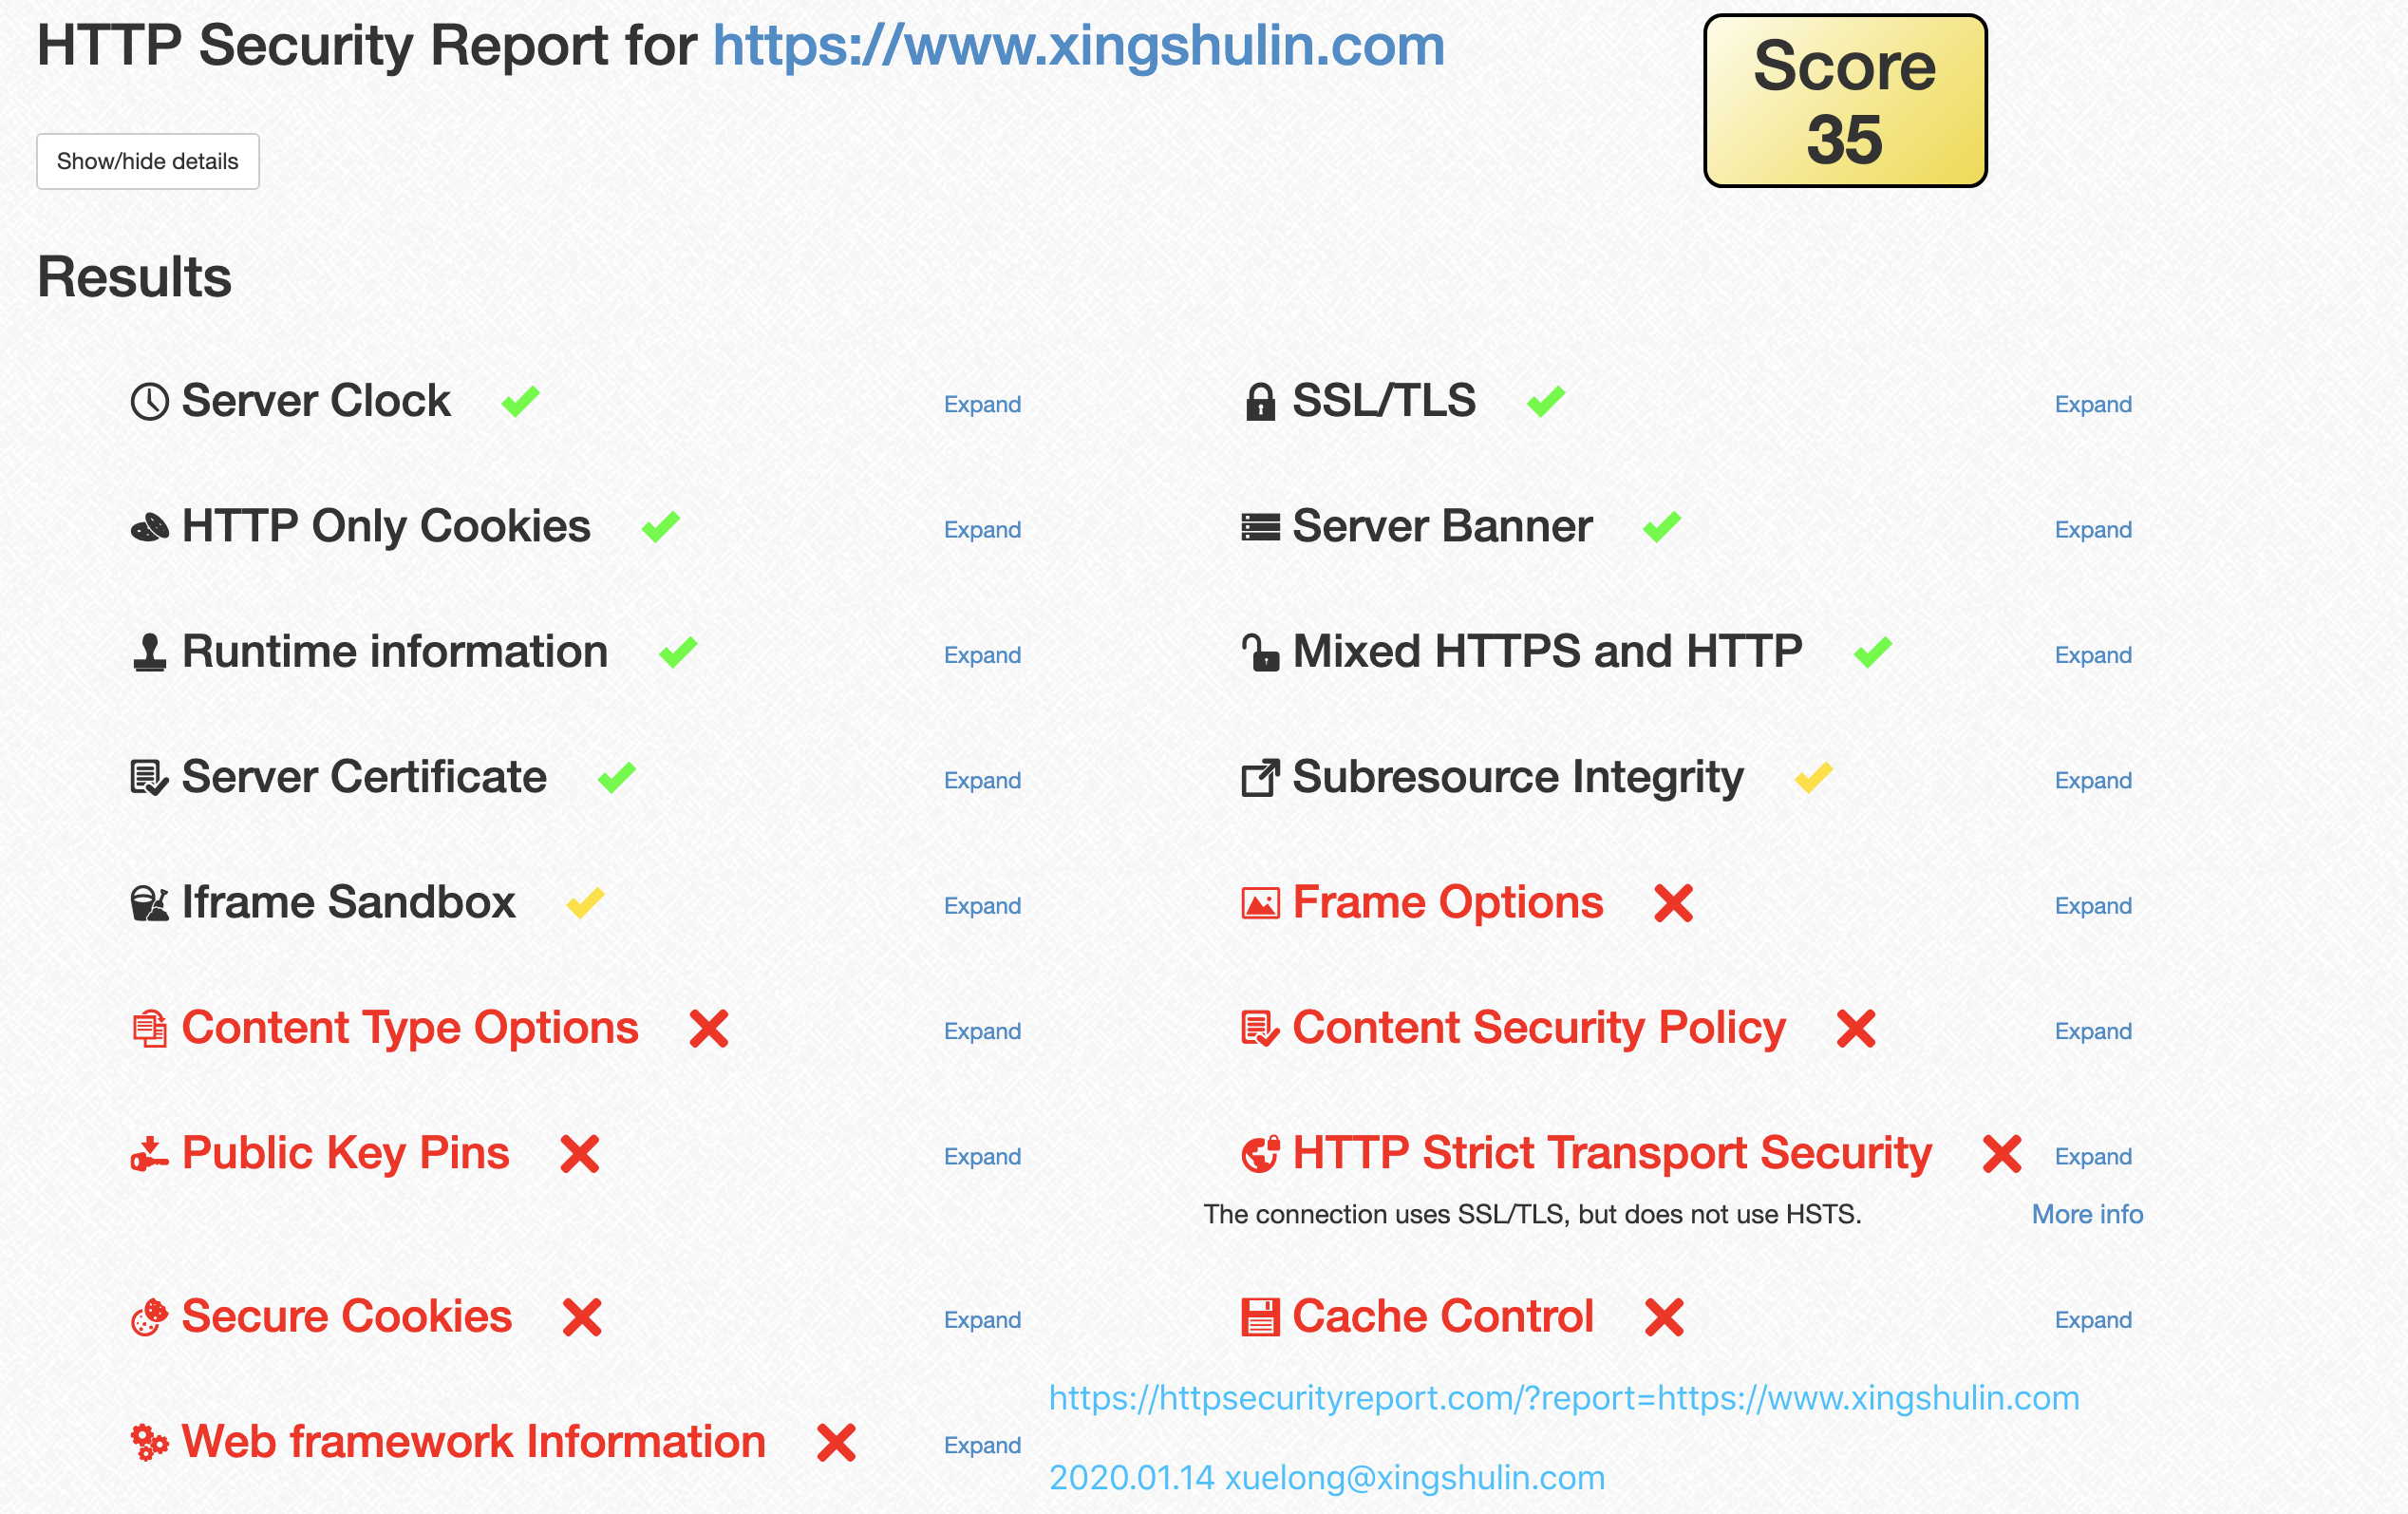 HTTP Security Report for https://www.xingshulin.com
Score
35
Show/hide details
Results
Server Clock Expand
SSL/TLS Expand
HTTP Only Cookies Expand
Server Banner Expand
Runtime information Expand
Mixed HTTPS and HTTP Expand
Server Certificate Expand
Subresource Integrity Expand
Iframe Sandbox Expand
Frame Options Expand
Content Type Options Expand
Content Security Policy Expand
Public Key Pins Expand
HTTP Strict Transport Security Expand
The connection uses SSL/TLS, but does not use HSTS. More info
Secure Cookies Expand
Cache Control Expand
Web framework Information Expand
https://httpsecurityreport.com/?report=https://www.xingshulin.com
2020.01.14 xuelong@xingshulin.com